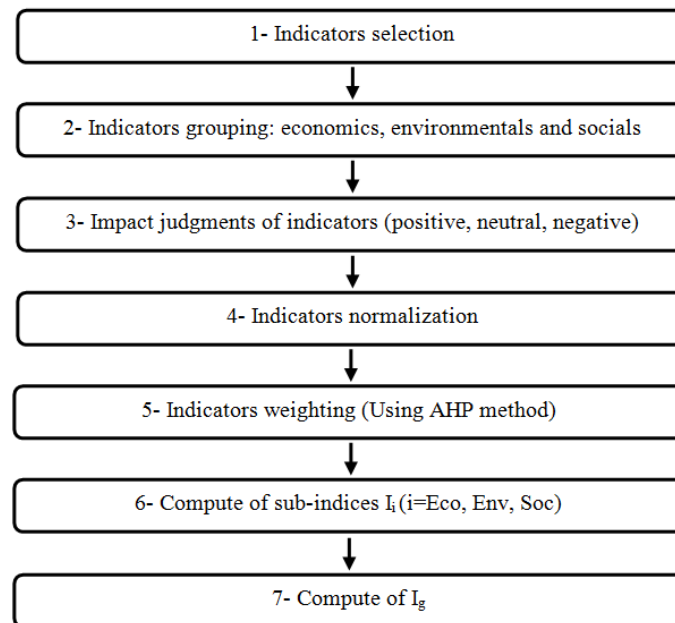 1- Indicators selection
2- Indicators grouping: economics, environmentals and socials
3- Impact judgments of indicators (positive, neutral, negative)
4- Indicators normalization
5- Indicators weighting (Using AHP method)
6- Compute of sub-indices Ii (i=Eco, Env, Soc)
7- Compute of Ig